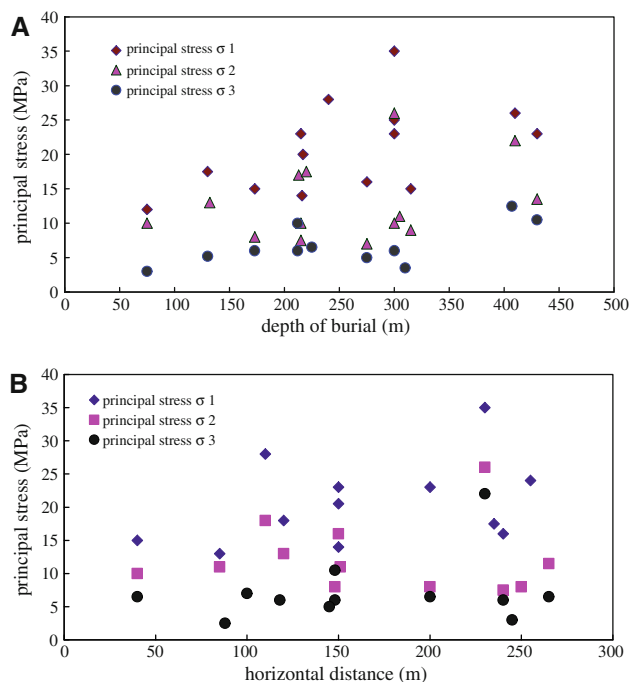 A
40
35
30
25
20
15
10
5
0
principal stress (MPa)
principal stress σ 1
principal stress σ 2
principal stress σ 3
0 50 100 150 200 250 300 350 400 450 500
depth of burial (m)
B
40
35
30
25
20
15
10
5
0
principal stress (MPa)
principal stress σ 1
principal stress σ 2
principal stress σ 3
0 50 100 150 200 250 300
horizontal distance (m)